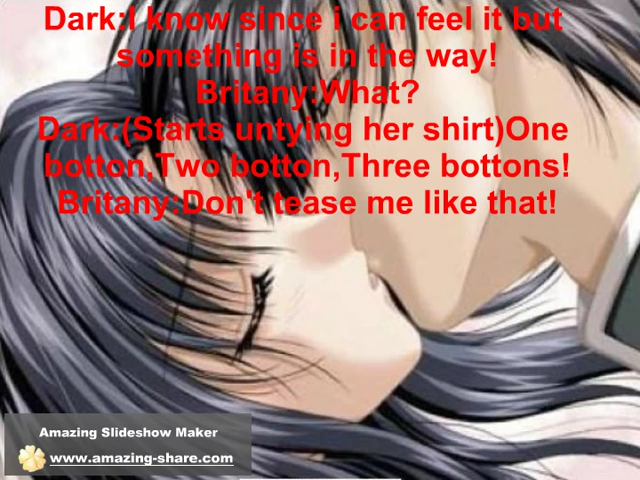 Dark:I know since i can feel it but
something is in the way!
Britany:What?
Dark:(Starts untying her shirt)One
botton,Two botton,Three bottons!
Britany:Don't tease me like that!
Amazing Slideshow Maker
www.amazing-share.com